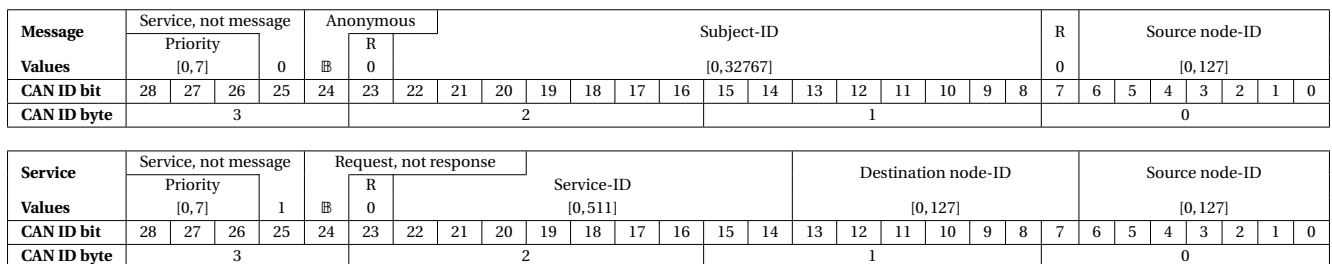 Message Service, not message Anonymous Subject-ID R Source node-ID
Priority R
Values [0,7] 0 𝔹 0 [0,32767] 0 [0,127]
CAN ID bit 28 27 26 25 24 23 22 21 20 19 18 17 16 15 14 13 12 11 10 9 8 7 6 5 4 3 2 1 0
CAN ID byte 3 2 1 0
Service Service, not message Request, not response Service-ID Destination node-ID Source node-ID
Priority R
Values [0,7] 1 𝔹 0 [0,511] [0,127] [0,127]
CAN ID bit 28 27 26 25 24 23 22 21 20 19 18 17 16 15 14 13 12 11 10 9 8 7 6 5 4 3 2 1 0
CAN ID byte 3 2 1 0